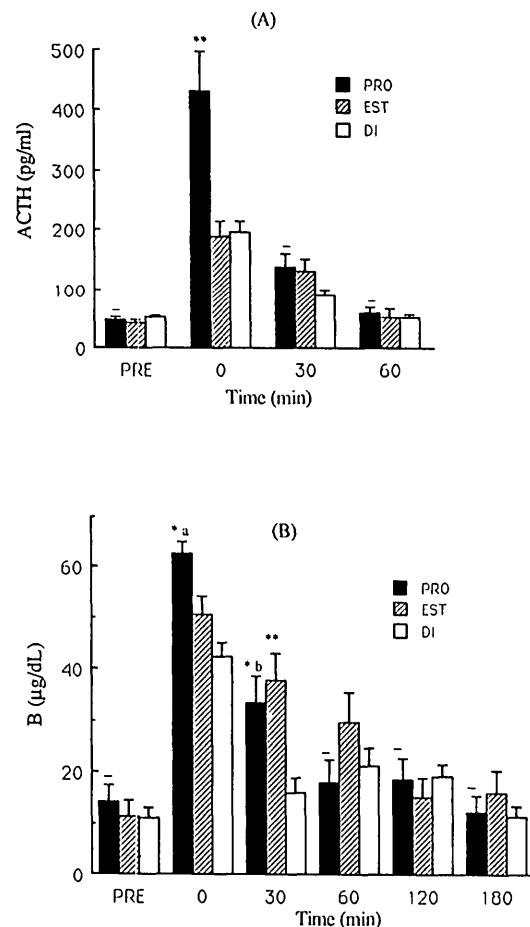 (A)
**
500
400
300
200
100
0
ACTH (pg/ml)
PRO
EST
DI
PRE
0
30
60
Time (min)
(B)
* a
60
40
20
0
B (µg/dL)
PRO
EST
DI
* b
**
PRE
0
30
60
120
180
Time (min)